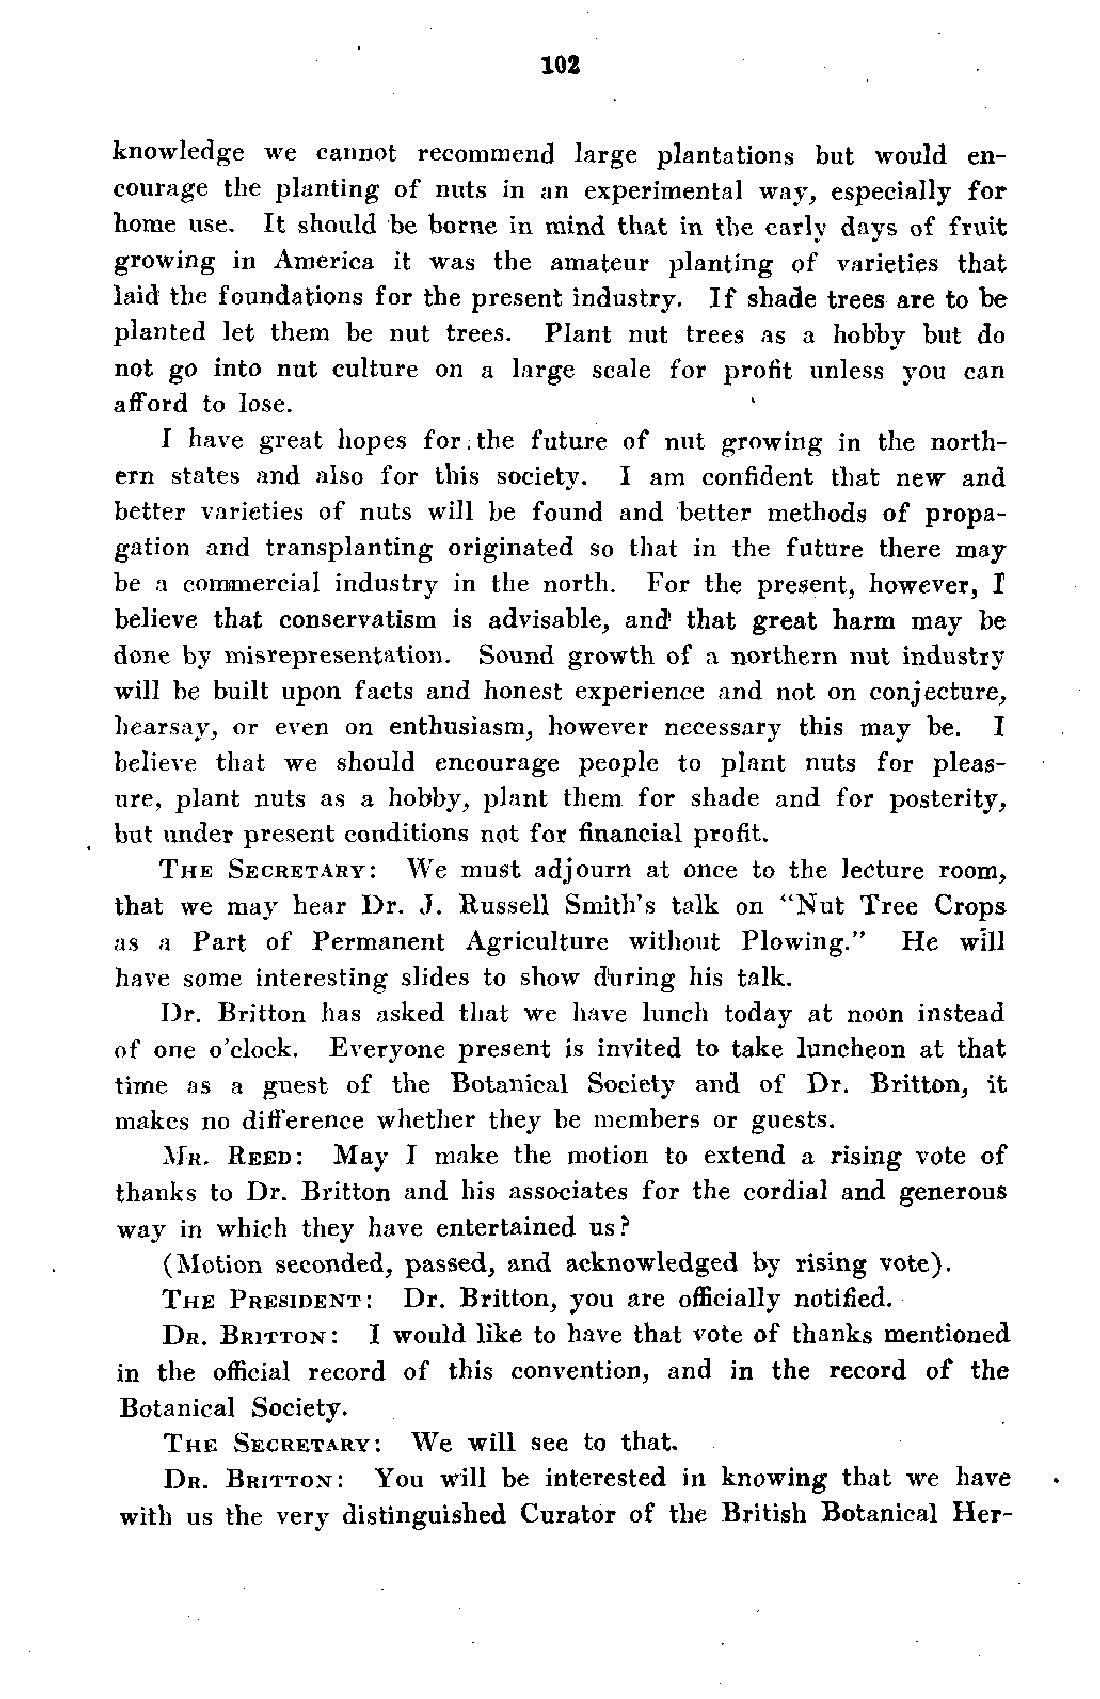 102
knowledge we cannot recommend large plantations but would en-
courage the planting of nuts in an experimental way, especially for
home use. It should be borne in mind that in the early days of fruit
growing in America it was the amateur planting of varieties that
laid the foundations for the present industry. If shade trees are to be
planted let them be nut trees. Plant nut trees as a hobby but do
not go into nut culture on a large scale for profit unless you can
afford to lose.
I have great hopes for the future of nut growing in the north-
ern states and also for this society. I am confident that new and
better varieties of nuts will be found and better methods of propa-
gation and transplanting originated so that in the future there may
be a commercial industry in the north. For the present, however, I
believe that conservatism is advisable, and that great harm may be
done by misrepresentation. Sound growth of a northern nut industry
will be built upon facts and honest experience and not on conjecture,
hearsay, or even on enthusiasm, however necessary this may be. I
believe that we should encourage people to plant nuts for pleas-
ure, plant nuts as a hobby, plant them for shade and for posterity,
but under present conditions not for financial profit.
THE SECRETARY: We must adjourn at once to the lecture room,
that we may hear Dr. J. Russell Smith's talk on "Nut Tree Crops
as a Part of Permanent Agriculture without Plowing." He will
have some interesting slides to show during his talk.
Dr. Britton has asked that we have lunch today at noon instead
of one o'clock. Everyone present is invited to take luncheon at that
time as a guest of the Botanical Society and of Dr. Britton, it
makes no difference whether they be members or guests.
MR. REED: May I make the motion to extend a rising vote of
thanks to Dr. Britton and his associates for the cordial and generous
way in which they have entertained us?
(Motion seconded, passed, and acknowledged by rising vote).
THE PRESIDENT: Dr. Britton, you are officially notified.
DR. BRITTON: I would like to have that vote of thanks mentioned
in the official record of this convention, and in the record of the
Botanical Society.
THE SECRETARY: We will see to that.
DR. BRITTON: You will be interested in knowing that we have
with us the very distinguished Curator of the British Botanical Her-